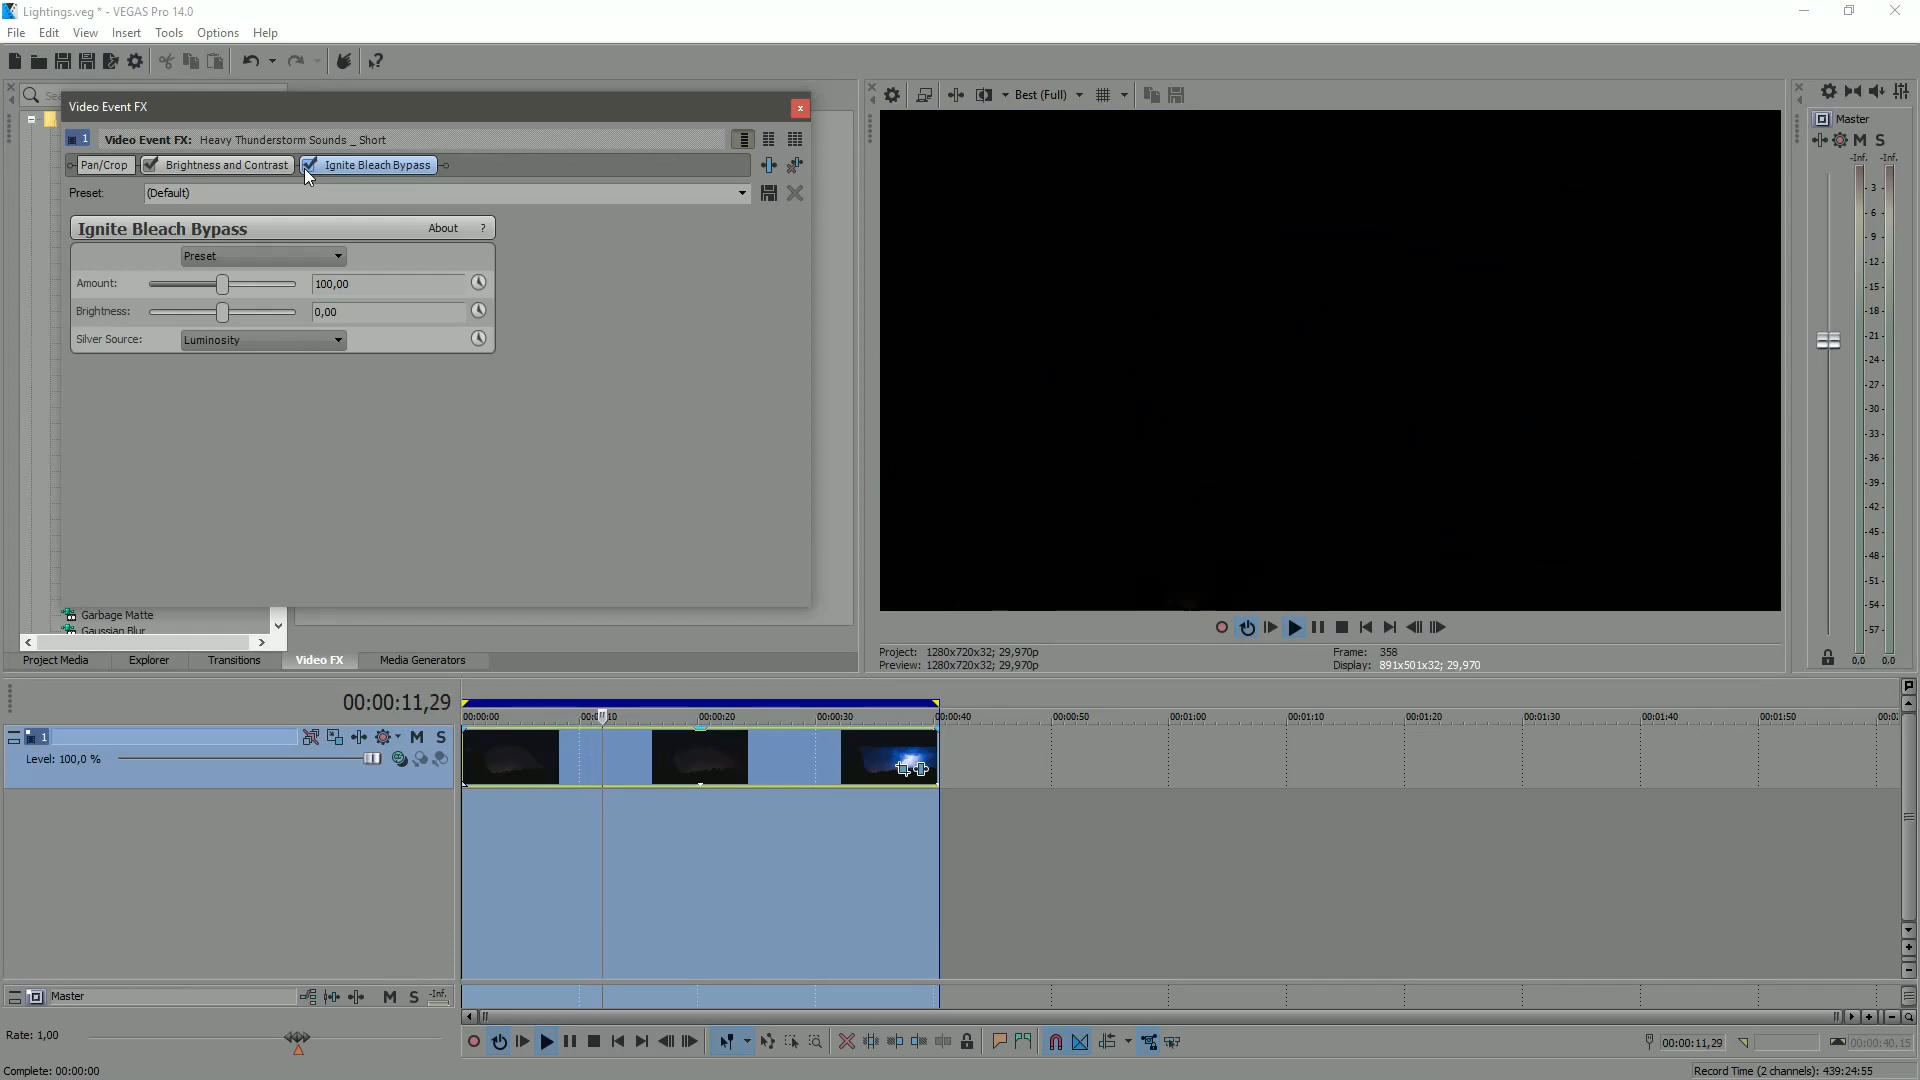 Lightings.veg * - VEGAS Pro 14.0
File Edit View Insert Tools Options Help
Video Event FX
1 Video Event FX: Heavy Thunderstorm Sounds _ Short
Pan/Crop Brightness and Contrast Ignite Bleach Bypass
Preset: (Default)
Ignite Bleach Bypass About ?
Preset
Amount: 100,00
Brightness: 0,00
Silver Source: Luminosity
Garbage Matte
Gaussian Blur
Project Media Explorer Transitions Video FX Media Generators
Best (Full)
Project: 1280x720x32; 29,970p
Preview: 1280x720x32; 29,970p
Frame: 358
Display: 891x501x32; 29,970
Master
M S
-Inf. -Inf.
- 3 -
- 6 -
- 9 -
-12-
-15-
-18-
-21-
-24-
-27-
-30-
-33-
-36-
-39-
-42-
-45-
-48-
-51-
-54-
-57-
0,0 0,0
00:00:11,29
00:00:00 00:00:20 00:00:30 00:00:40 00:00:50 00:01:00 00:01:10 00:01:20 00:01:30 00:01:40 00:01:50
1 M S
Level: 100,0 %
Master M S -Inf.
Rate: 1,00
00:00:11,29 00:00:40,15
Complete: 00:00:00
Record Time (2 channels): 439:24:55